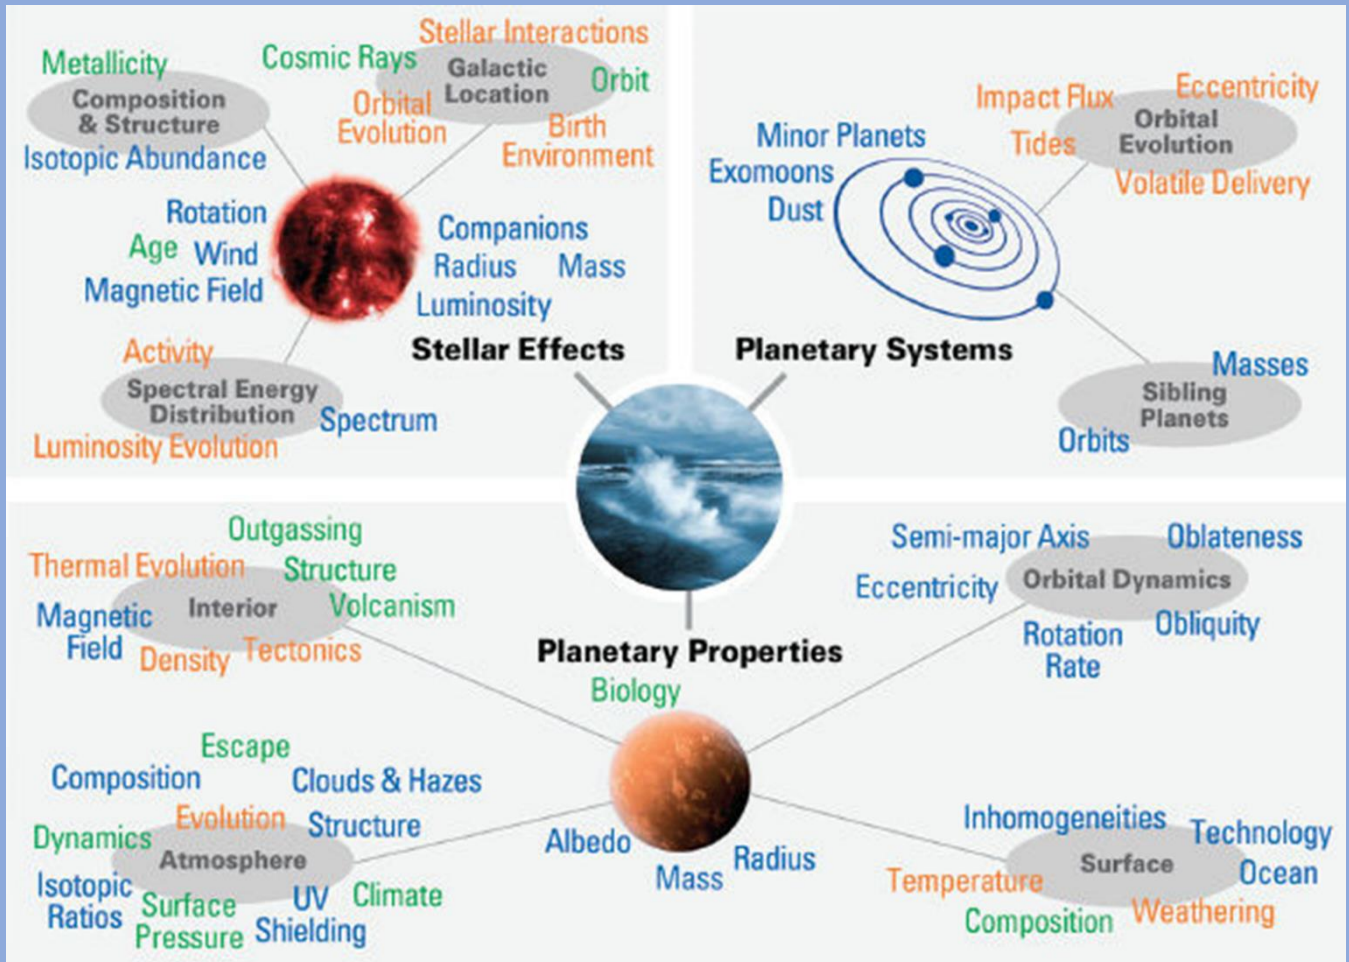 Stellar Interactions
Cosmic Rays
Galactic
Location
Orbit
Orbital
Evolution
Birth
Environment
Metallicity
Composition
& Structure
Isotopic Abundance
Rotation
Age
Wind
Magnetic Field
Companions
Radius
Mass
Luminosity
Stellar Effects
Activity
Spectral Energy
Distribution
Spectrum
Luminosity Evolution
Eccentricity
Impact Flux
Orbital
Evolution
Tides
Volatile Delivery
Minor Planets
Exomoons
Dust
Planetary Systems
Masses
Sibling
Planets
Orbits
Outgassing
Thermal Evolution
Structure
Interior
Volcanism
Magnetic
Field
Density
Tectonics
Planetary Properties
Biology
Semi-major Axis
Oblateness
Eccentricity
Orbital Dynamics
Rotation
Rate
Obliquity
Escape
Composition
Clouds & Hazes
Evolution
Structure
Dynamics
Atmosphere
Isotopic
Ratios
Surface
Pressure
UV
Shielding
Climate
Albedo
Mass
Radius
Inhomogeneities
Technology
Surface
Ocean
Temperature
Composition
Weathering